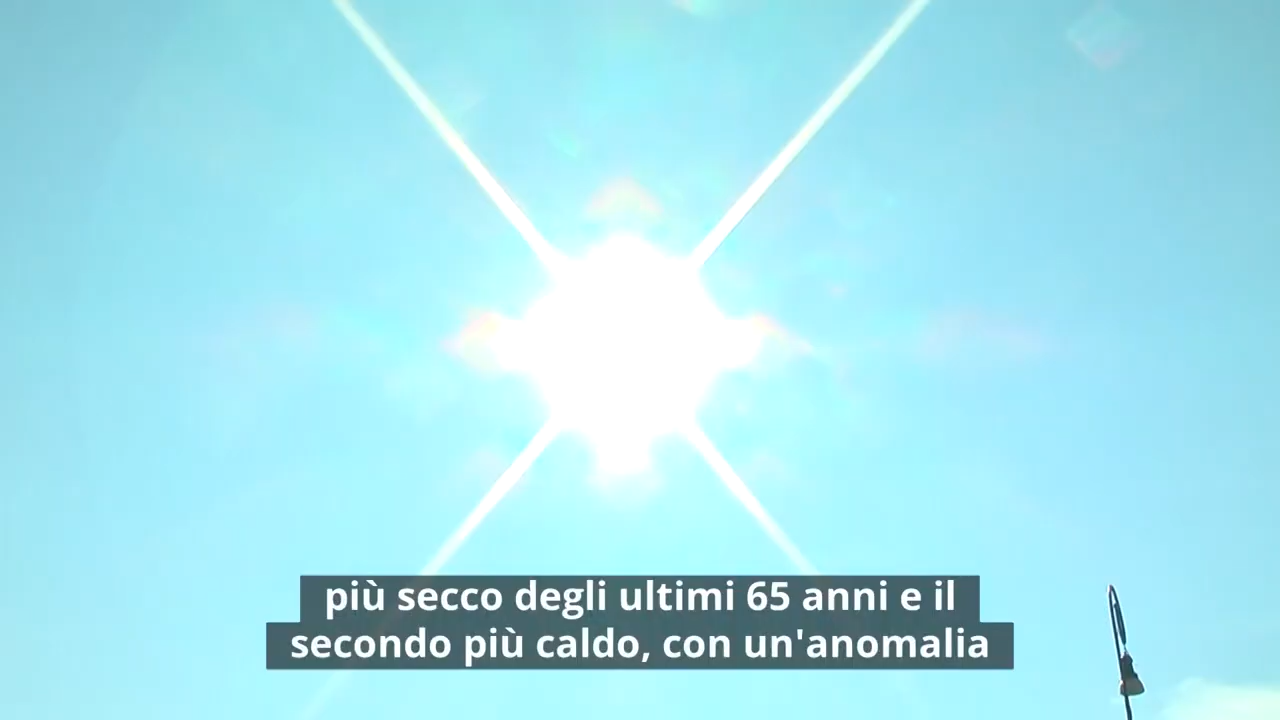 più secco degli ultimi 65 anni e il
secondo più caldo, con un'anomalia